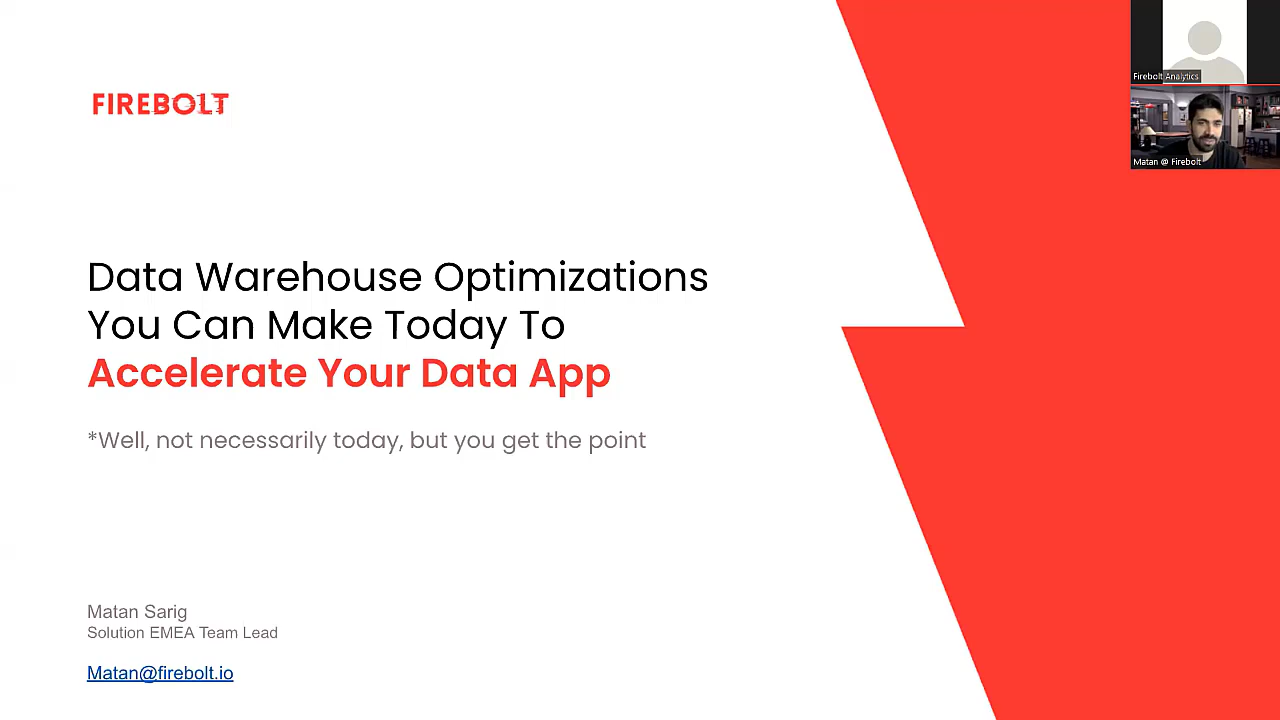 FIREBOLT
Data Warehouse Optimizations
You Can Make Today To
Accelerate Your Data App
*Well, not necessarily today, but you get the point
Matan Sarig
Solution EMEA Team Lead
Matan@firebolt.io
Firebolt Analytics
Matan @ Firebolt